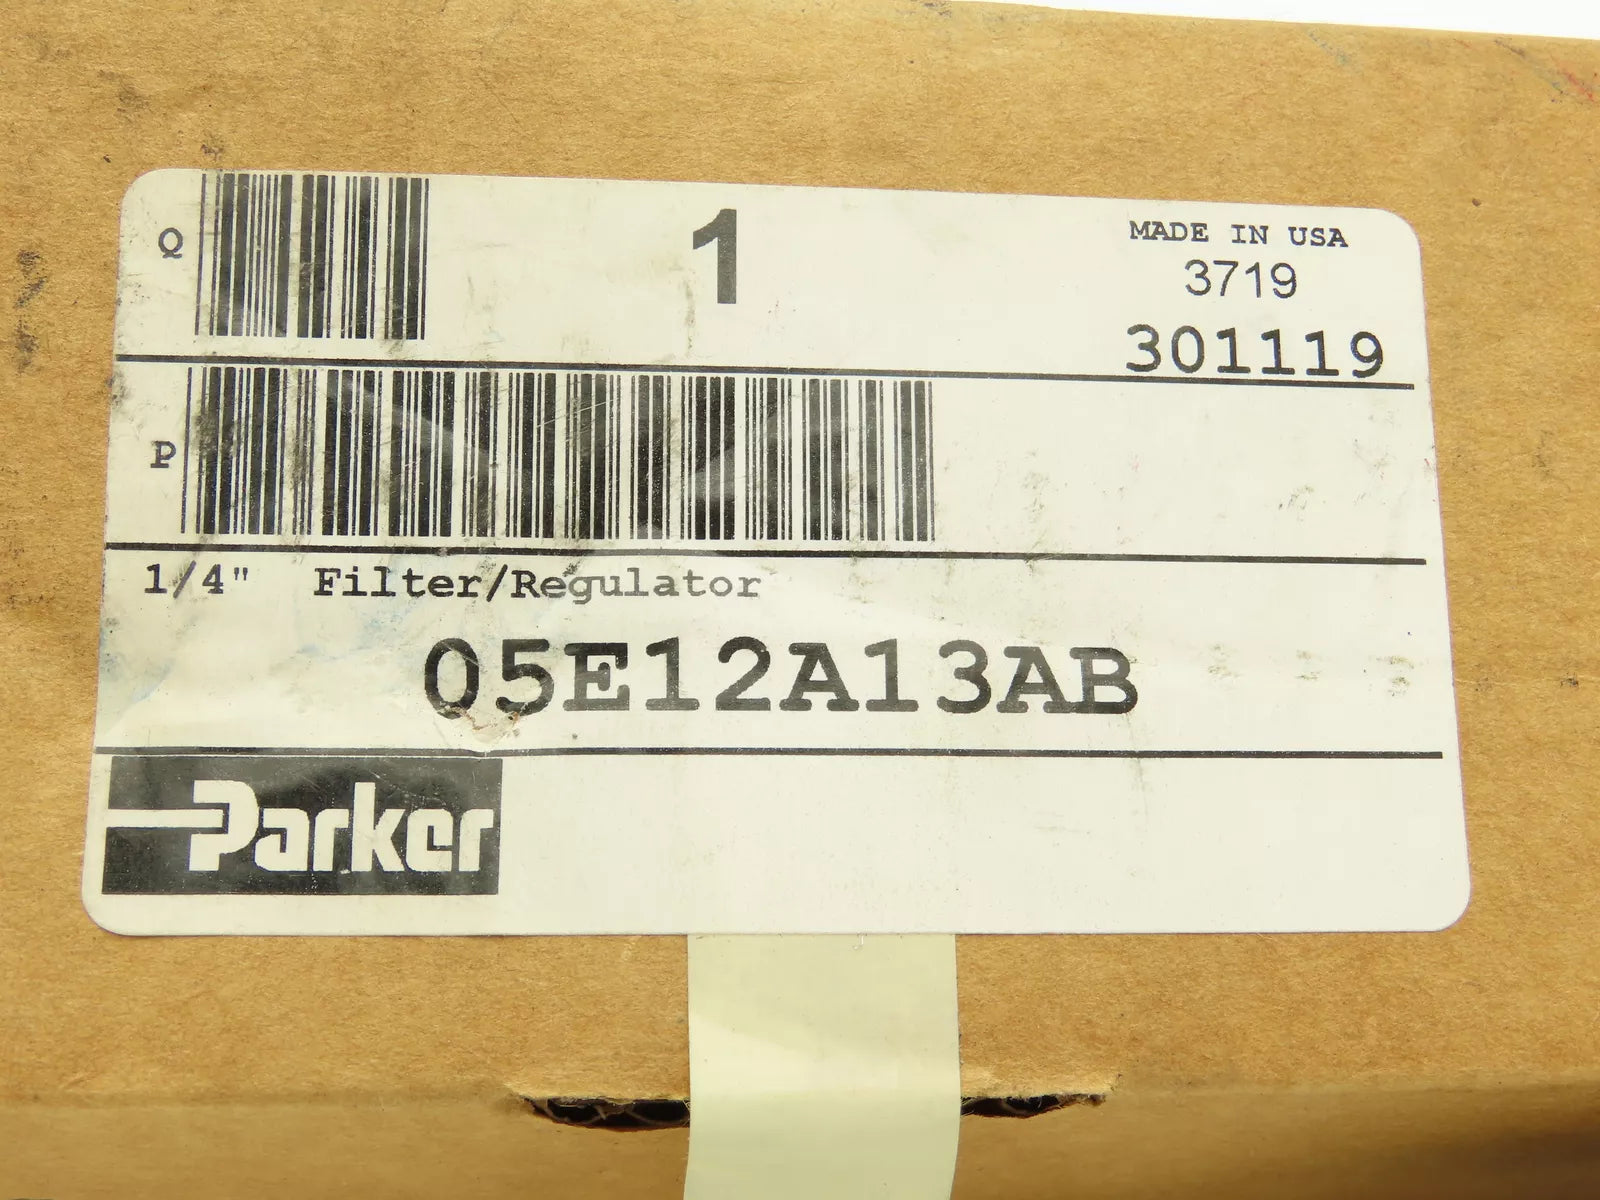 Q
1
MADE IN USA
3719
301119
P
1/4" Filter/Regulator
05E12A13AB
Parker